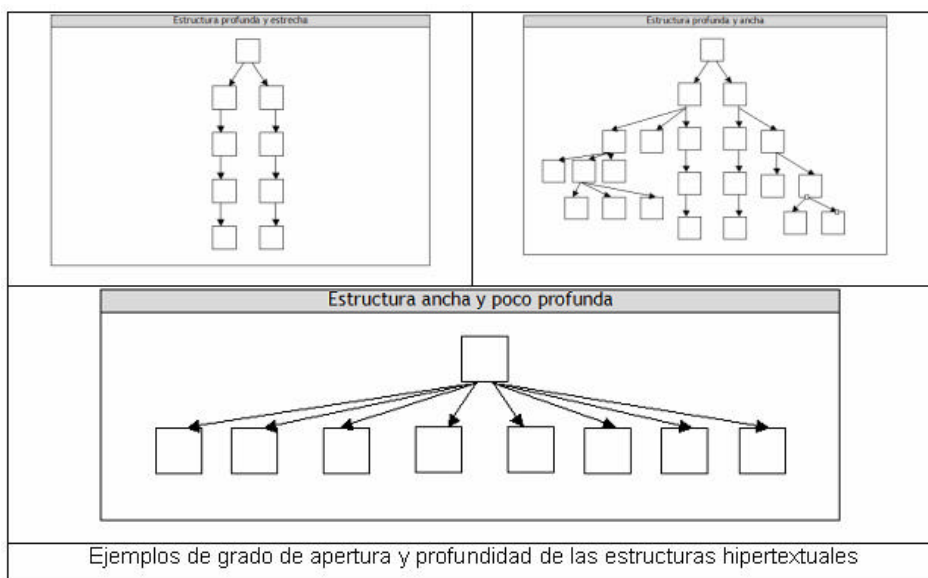 Estructura profunda y estrecha
Estructura profunda y ancha
Estructura ancha y poco profunda
Ejemplos de grado de apertura y profundidad de las estructuras hipertextuales